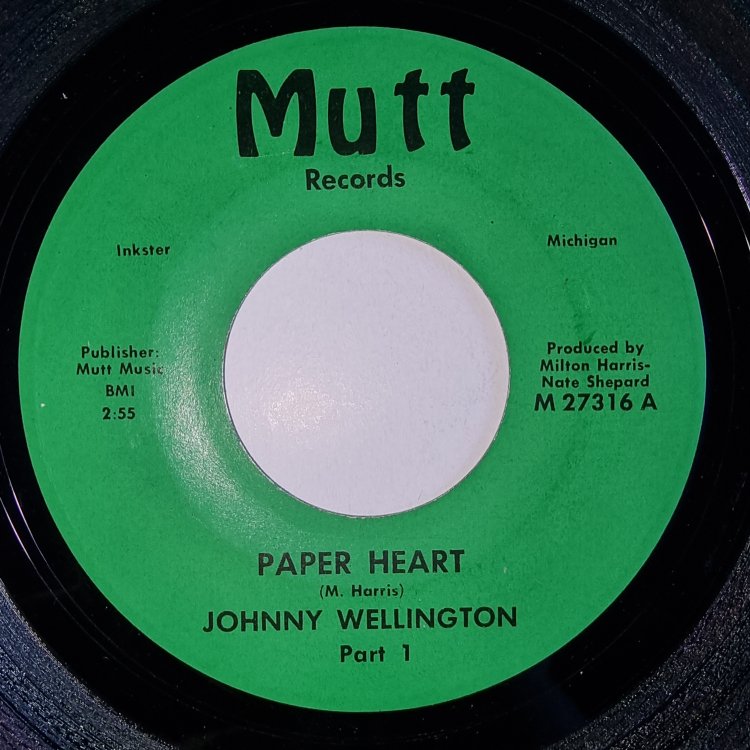 Mutt
Records
Inkster
Michigan
Publisher:
Mutt Music
BMI
2:55
Produced by
Milton Harris-
Nate Shepard
M 27316 A
PAPER HEART
(M. Harris)
JOHNNY WELLINGTON
Part 1